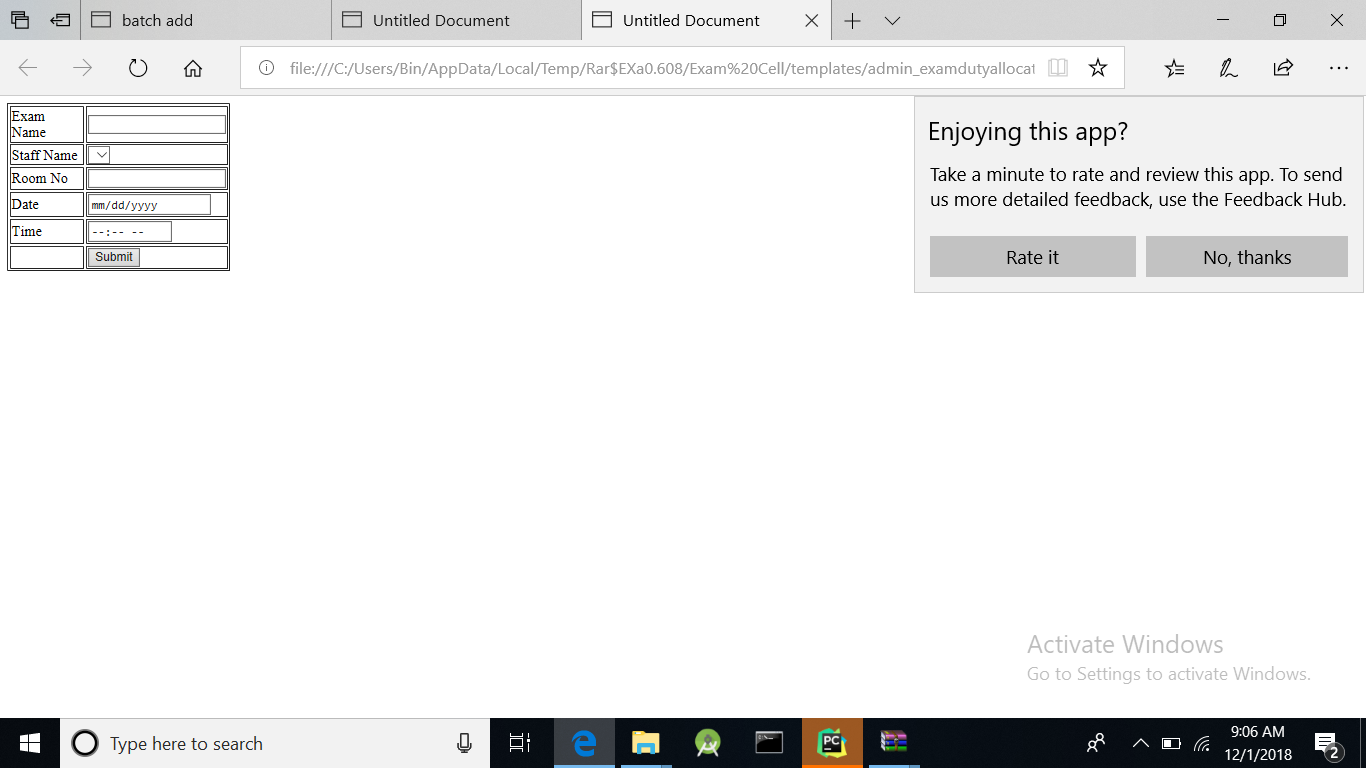 batch add
Untitled Document
Untitled Document
file:///C:/Users/Bin/AppData/Local/Temp/Rar$EXa0.608/Exam%20Cell/templates/admin_examdutyallocat
Exam
Name
Staff Name
Room No
Date
mm/dd/yyyy
Time
--:-- --
Submit
Enjoying this app?
Take a minute to rate and review this app. To send
us more detailed feedback, use the Feedback Hub.
Rate it
No, thanks
Activate Windows
Go to Settings to activate Windows.
Type here to search
PC
9:06 AM
12/1/2018
2